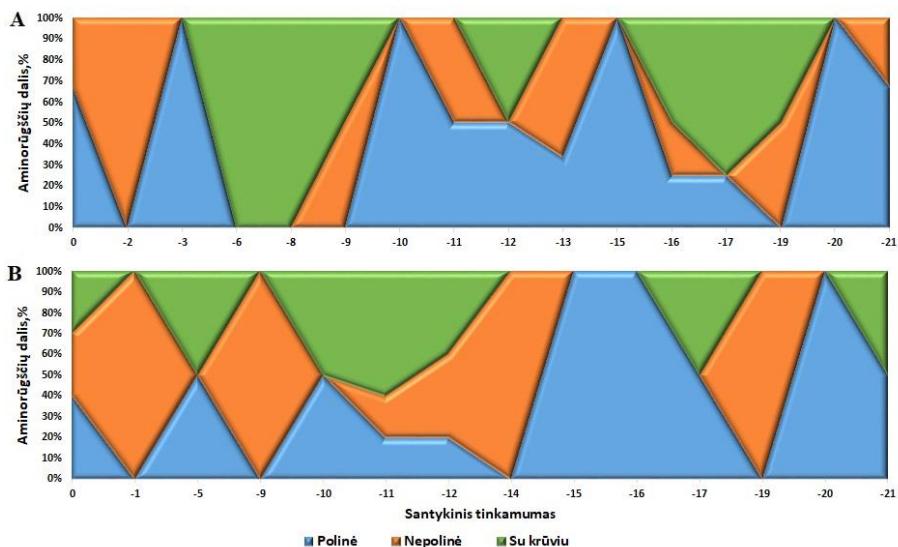 A
Aminorūgščių dalis,%
100%
90%
80%
70%
60%
50%
40%
30%
20%
10%
0%
0 -2 -3 -6 -8 -9 -10 -11 -12 -13 -15 -16 -17 -19 -20 -21
B
Aminorūgščių dalis,%
100%
90%
80%
70%
60%
50%
40%
30%
20%
10%
0%
0 -1 -5 -9 -10 -11 -12 -14 -15 -16 -17 -19 -20 -21
Santykinis tinkamumas
Polinė Nepolinė Su krūviu